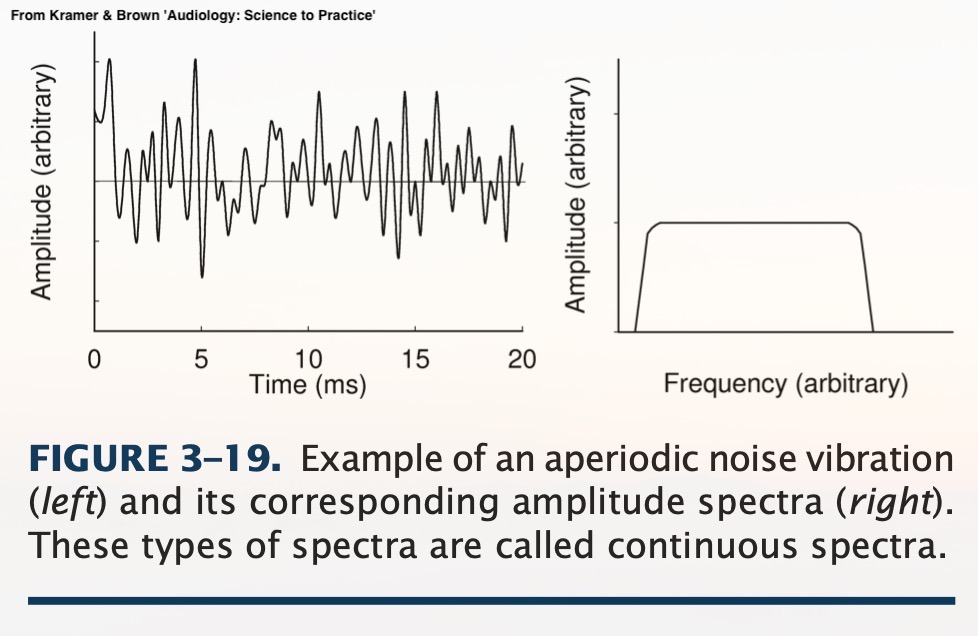 From Kramer & Brown 'Audiology: Science to Practice'
Amplitude (arbitrary)
0 5 10 15 20
Time (ms)
Amplitude (arbitrary)
Frequency (arbitrary)
FIGURE 3–19. Example of an aperiodic noise vibration
(left) and its corresponding amplitude spectra (right).
These types of spectra are called continuous spectra.